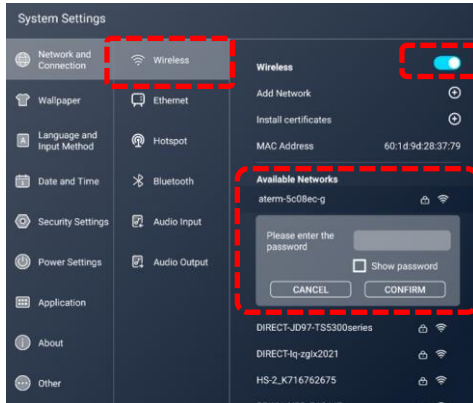 System Settings
Network and
Connection
Wallpaper
Language and
Input Method
Date and Time
Security Settings
Power Settings
Application
About
Other
Wireless
Ethernet
Hotspot
Bluetooth
Audio Input
Audio Output
Wireless
Add Network
Install certificates
MAC Address 60:1d:9d:28:37:79
Available Networks
aterm-5c08ec-g
Please enter the
password
Show password
CANCEL CONFIRM
DIRECT-JD97-TS5300series
DIRECT-lq-zglx2021
HS-2_K716762675